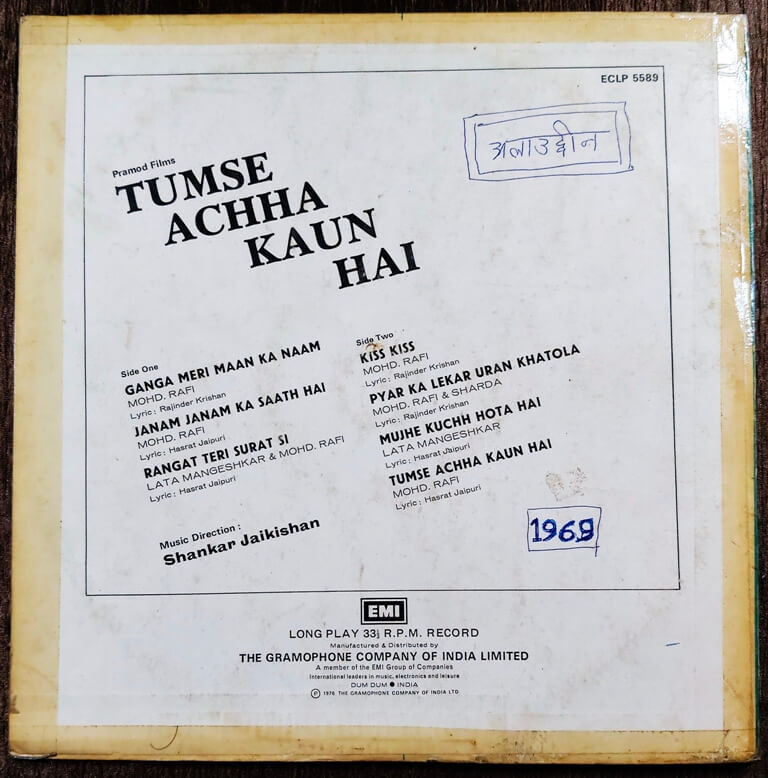 ECLP 5589
अलाउद्दीन
Pramod Films
TUMSE
ACHHA
KAUN
HAI
Side One
GANGA MERI MAAN KA NAAM
MOHD. RAFI
Lyric: Rajinder Krishan
JANAM JANAM KA SAATH HAI
MOHD. RAFI
Lyric: Hasrat Jaipuri
RANGAT TERI SURAT SI
LATA MANGESHKAR & MOHD. RAFI
Lyric: Hasrat Jaipuri
Side Two
KISS KISS
MOHD. RAFI
Lyric: Rajinder Krishan
PYAR KA LEKAR URAN KHATOLA
MOHD. RAFI & SHARDA
Lyric: Rajinder Krishan
MUJHE KUCHH HOTA HAI
LATA MANGESHKAR
Lyric: Hasrat Jaipuri
TUMSE ACHHA KAUN HAI
MOHD. RAFI
Lyric: Hasrat Jaipuri
Music Direction:
Shankar Jaikishan
1969
EMI
LONG PLAY 33⅓ R.P.M. RECORD
Manufactured & Distributed by
THE GRAMOPHONE COMPANY OF INDIA LIMITED
A member of the EMI Group of Companies
International leaders in music, electronics and leisure
DUM DUM ● INDIA
Ⓟ 1976 THE GRAMOPHONE COMPANY OF INDIA LTD